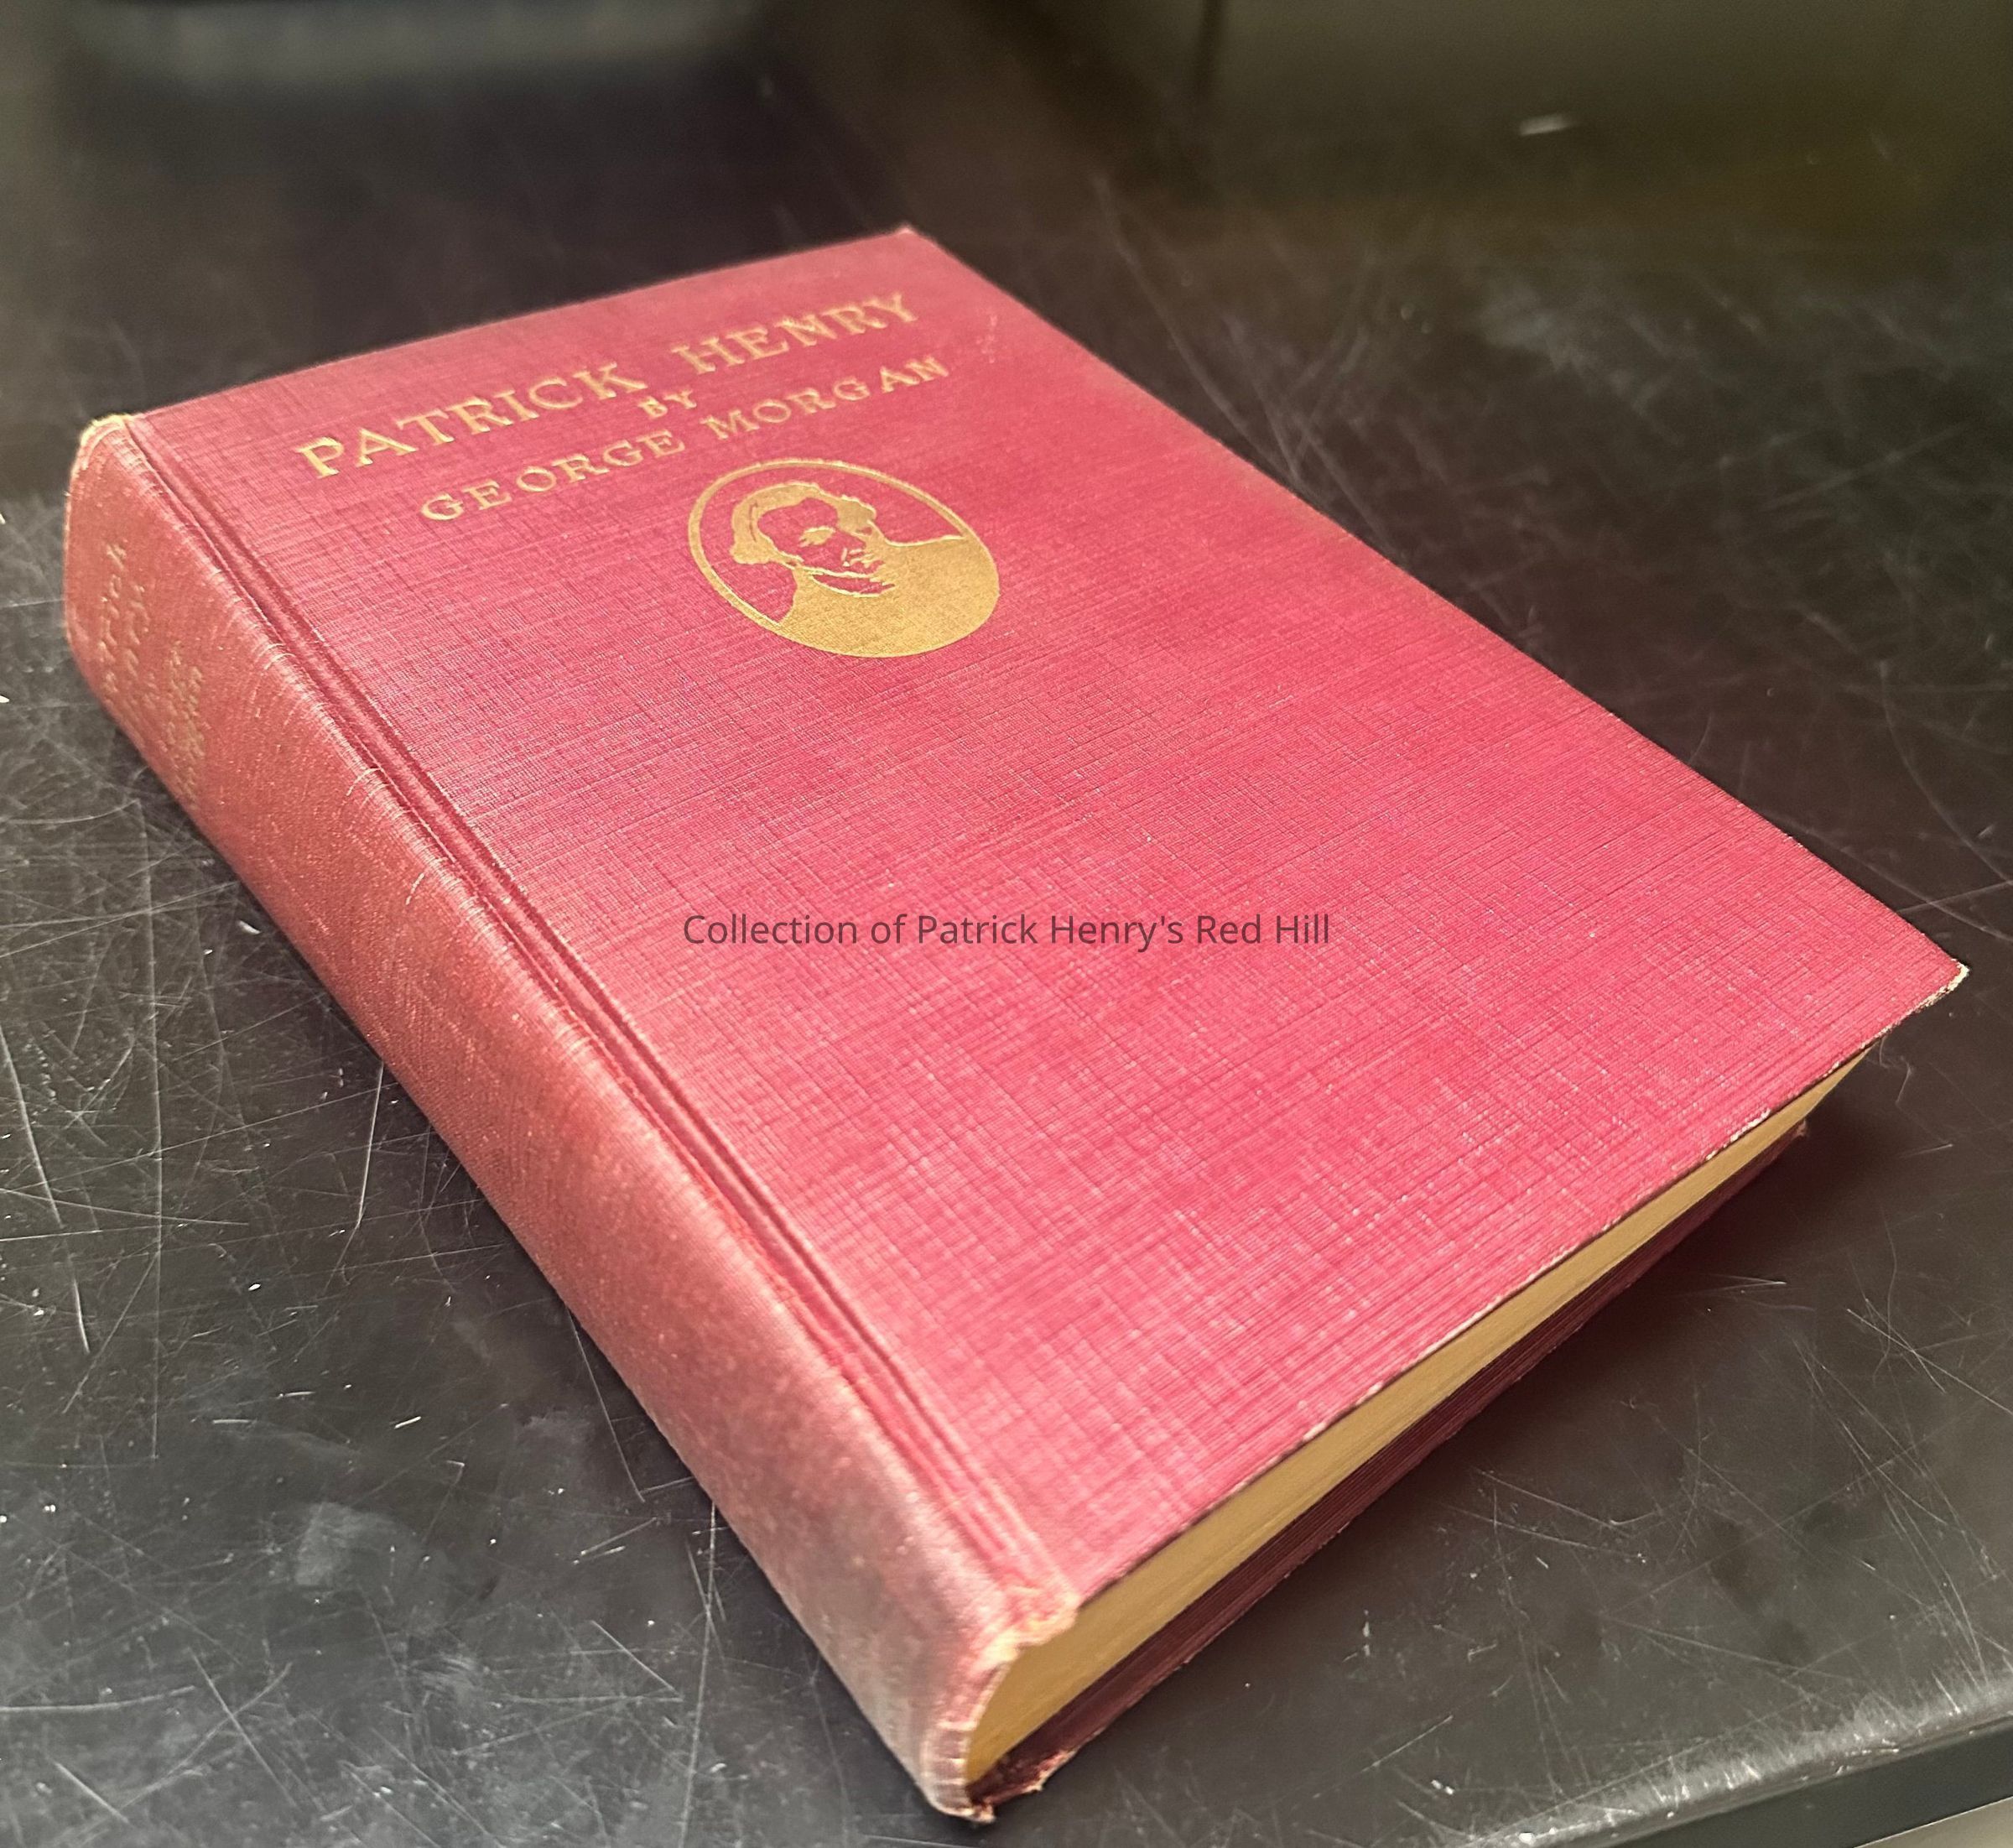 PATRICK HENRY
BY
GEORGE MORGAN
Collection of Patrick Henry's Red Hill